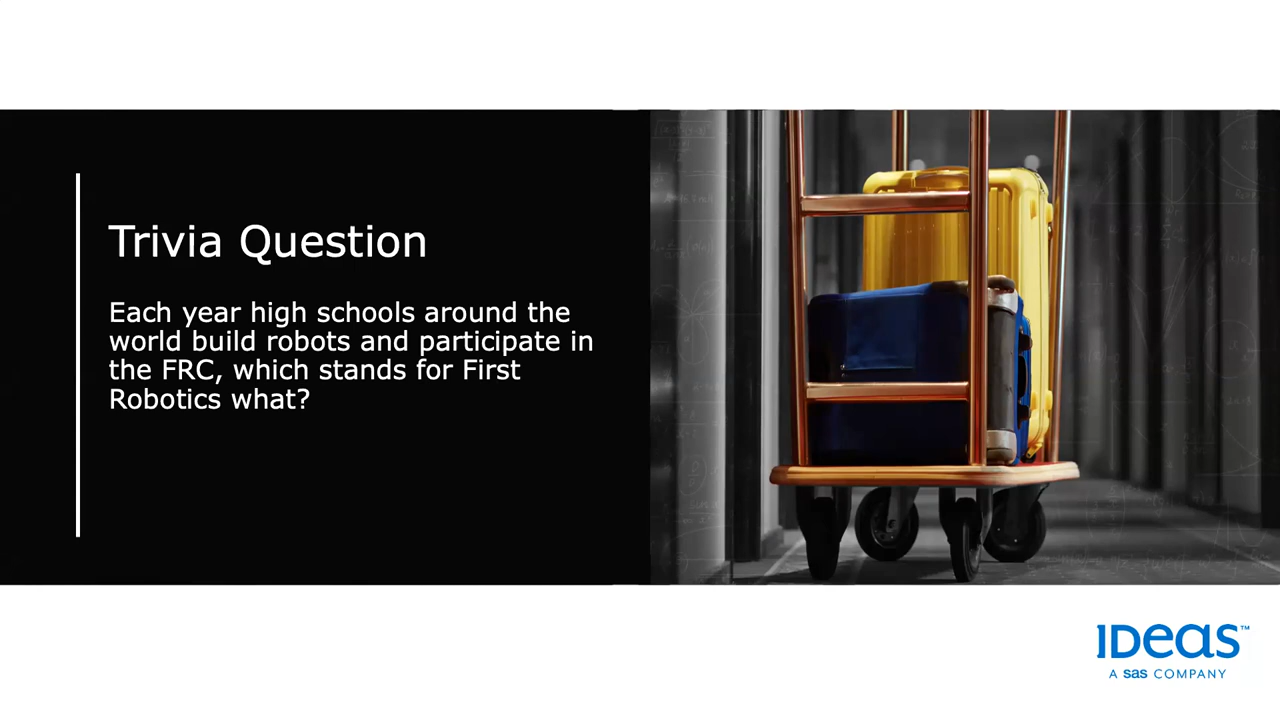 Trivia Question
Each year high schools around the
world build robots and participate in
the FRC, which stands for First
Robotics what?
IDeaS™
A sas COMPANY